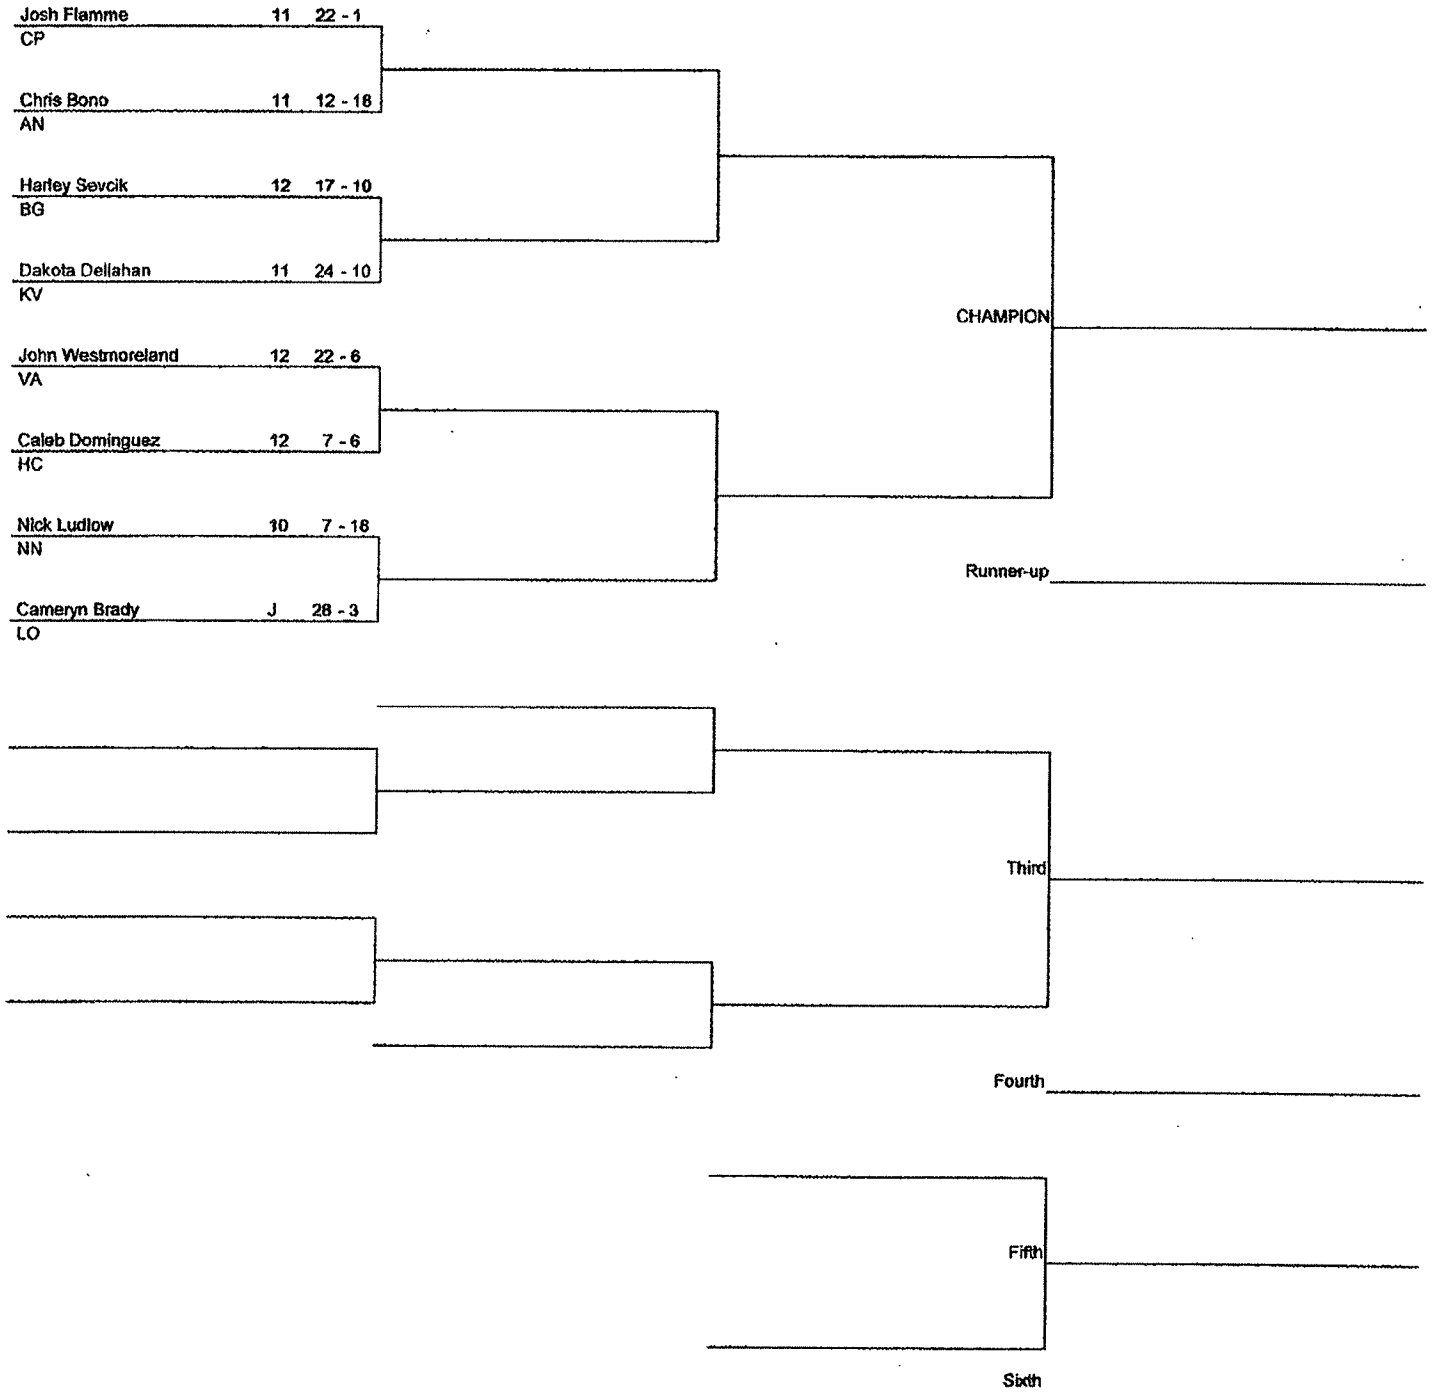 Josh Flamme 11 22 - 1
CP
Chris Bono 11 12 - 18
AN
Harley Sevcik 12 17 - 10
BG
Dakota Dellahan 11 24 - 10
KV
CHAMPION
John Westmoreland 12 22 - 6
VA
Caleb Dominguez 12 7 - 6
HC
Nick Ludlow 10 7 - 18
NN
Runner-up
Cameryn Brady J 28 - 3
LO
Third
Fourth
Fifth
Sixth